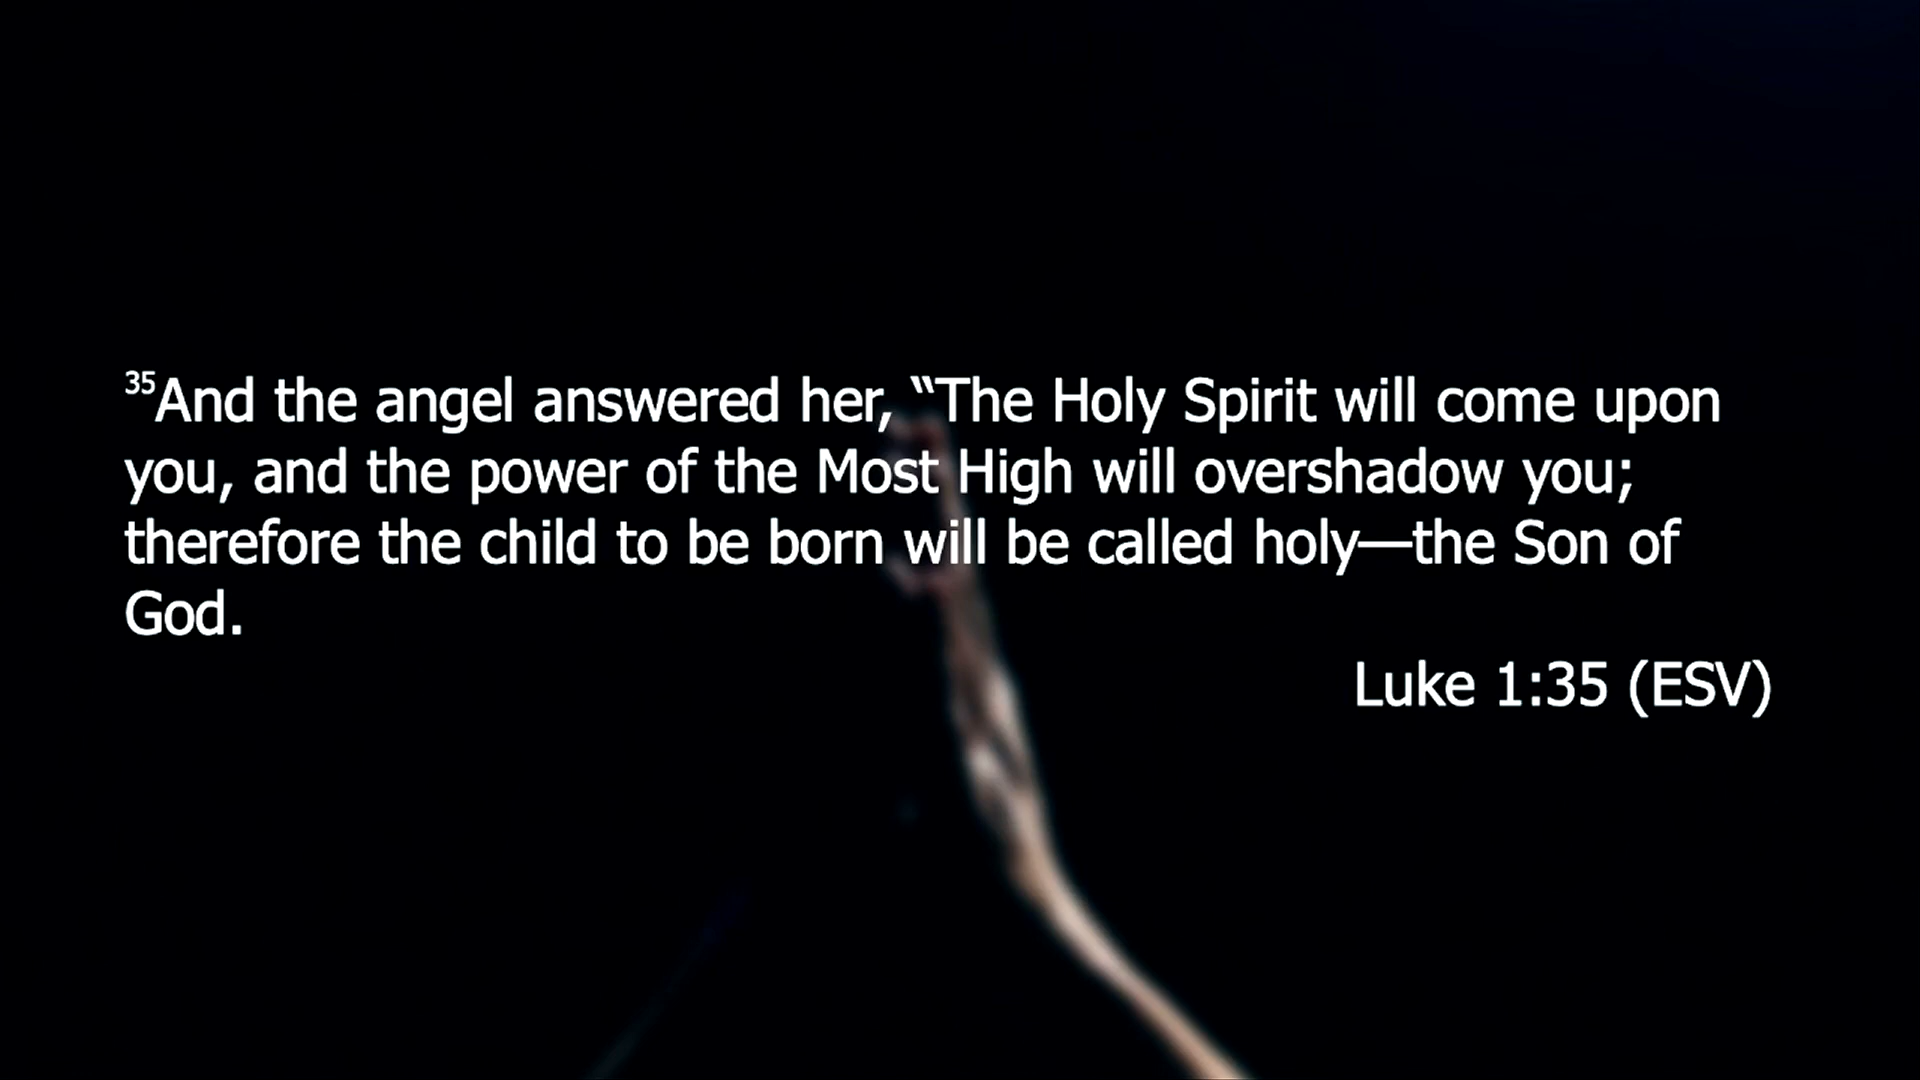 35And the angel answered her, “The Holy Spirit will come upon
you, and the power of the Most High will overshadow you;
therefore the child to be born will be called holy—the Son of
God.
Luke 1:35 (ESV)